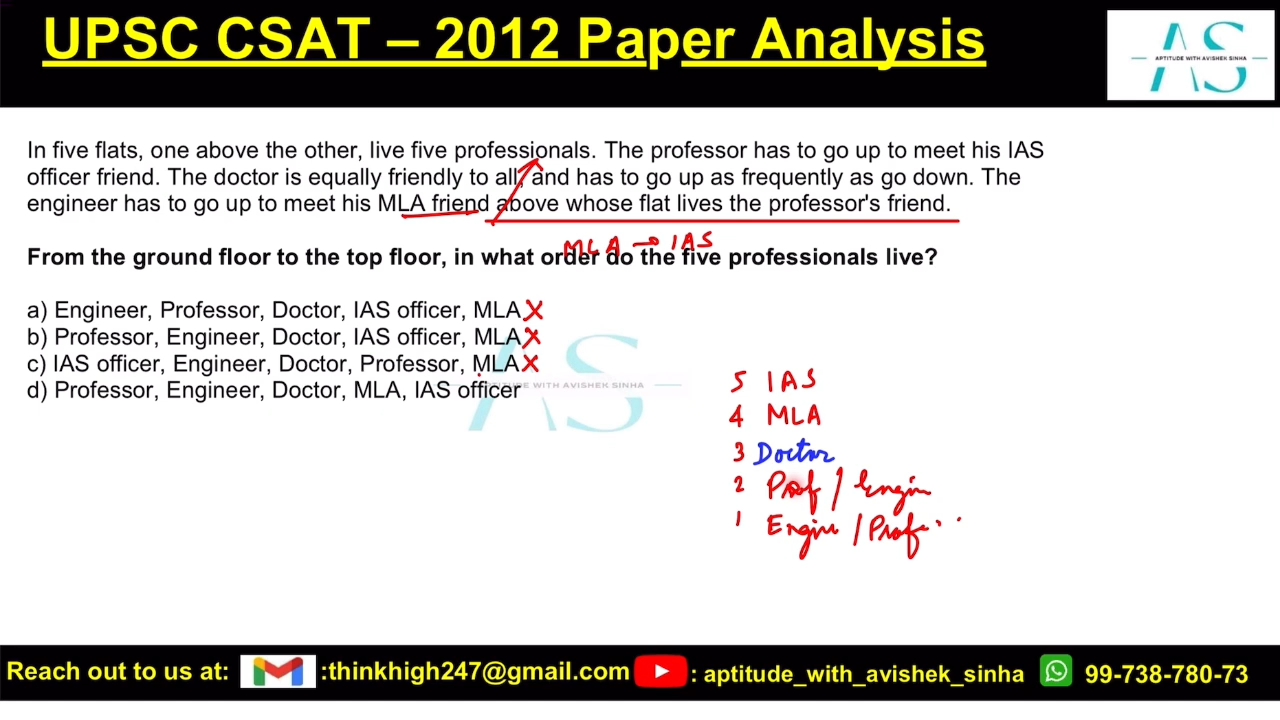 UPSC CSAT – 2012 Paper Analysis
AS
APTITUDE WITH AVISHEK SINHA
In five flats, one above the other, live five professionals. The professor has to go up to meet his IAS
officer friend. The doctor is equally friendly to all, and has to go up as frequently as go down. The
engineer has to go up to meet his MLA friend above whose flat lives the professor's friend.
MLA → IAS
From the ground floor to the top floor, in what order do the five professionals live?
a) Engineer, Professor, Doctor, IAS officer, MLA X
b) Professor, Engineer, Doctor, IAS officer, MLA X
c) IAS officer, Engineer, Doctor, Professor, MLA X
d) Professor, Engineer, Doctor, MLA, IAS officer
AS
APTITUDE WITH AVISHEK SINHA
5 IAS
4 MLA
3 Doctor
2 Prof / Engin
1 Engin / Prof
Reach out to us at: :thinkhigh247@gmail.com : aptitude_with_avishek_sinha 99-738-780-73